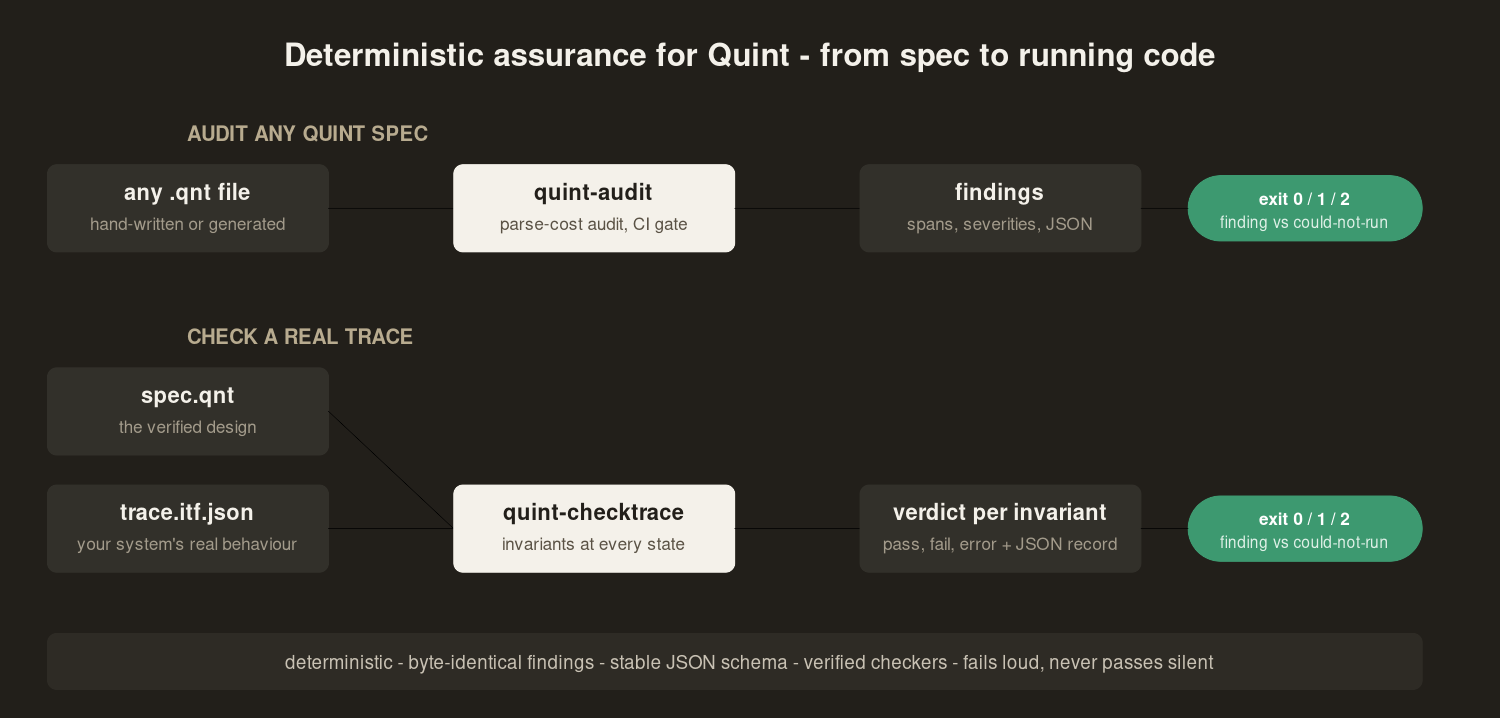 Deterministic assurance for Quint - from spec to running code
AUDIT ANY QUINT SPEC
any .qnt file
hand-written or generated
quint-audit
parse-cost audit, CI gate
findings
spans, severities, JSON
exit 0 / 1 / 2
finding vs could-not-run
CHECK A REAL TRACE
spec.qnt
the verified design
trace.itf.json
your system's real behaviour
quint-checktrace
invariants at every state
verdict per invariant
pass, fail, error + JSON record
exit 0 / 1 / 2
finding vs could-not-run
deterministic - byte-identical findings - stable JSON schema - verified checkers - fails loud, never passes silent